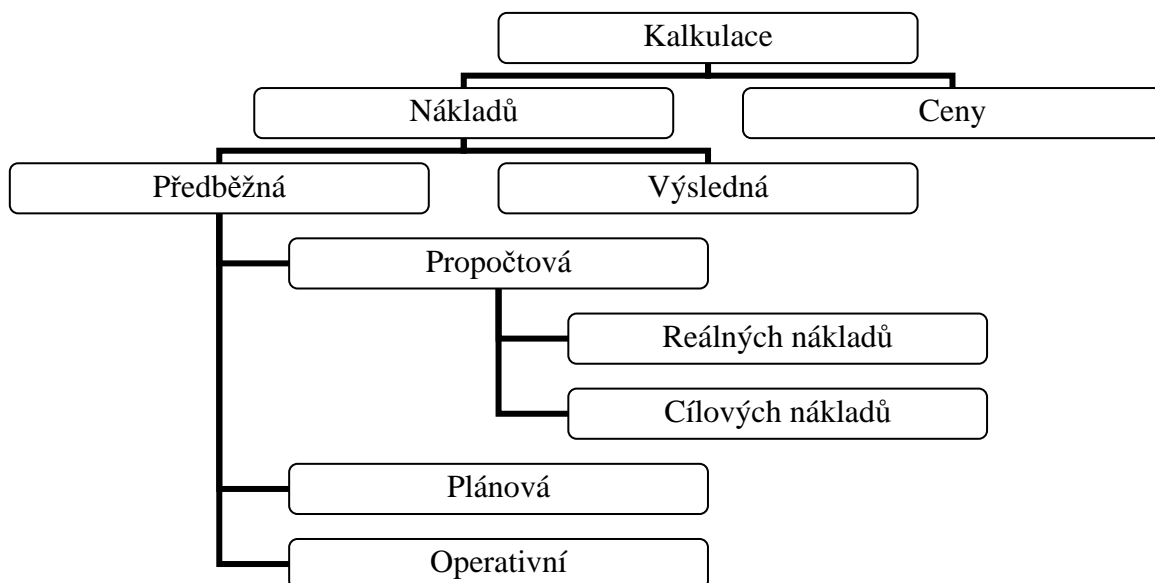 Kalkulace
Nákladů
Ceny
Předběžná
Výsledná
Propočtová
Reálných nákladů
Cílových nákladů
Plánová
Operativní